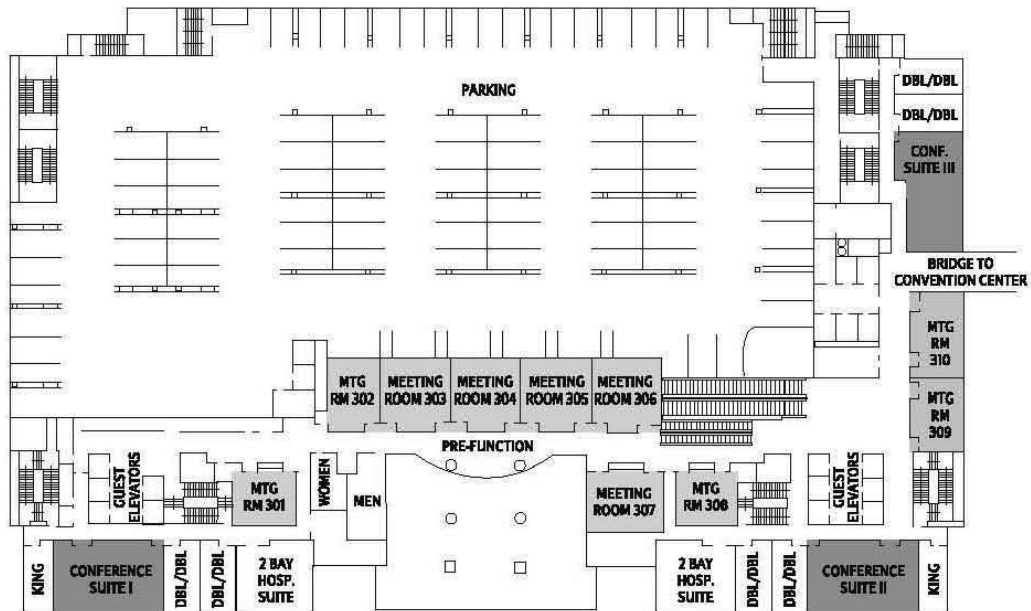 PARKING
DBL/DBL
DBL/DBL
CONF.
SUITE III
BRIDGE TO
CONVENTION CENTER
MTG
RM
310
MTG
RM 302
MEETING
ROOM 303
MEETING
ROOM 304
MEETING
ROOM 305
MEETING
ROOM 306
MTG
RM
309
PRE-FUNCTION
GUEST
ELEVATORS
MTG
RM 301
WOMEN
MEN
MEETING
ROOM 307
MTG
RM 308
GUEST
ELEVATORS
KING
CONFERENCE
SUITE I
DBL/DBL
DBL/DBL
2 BAY
HOSP.
SUITE
2 BAY
HOSP.
SUITE
DBL/DBL
DBL/DBL
CONFERENCE
SUITE II
KING